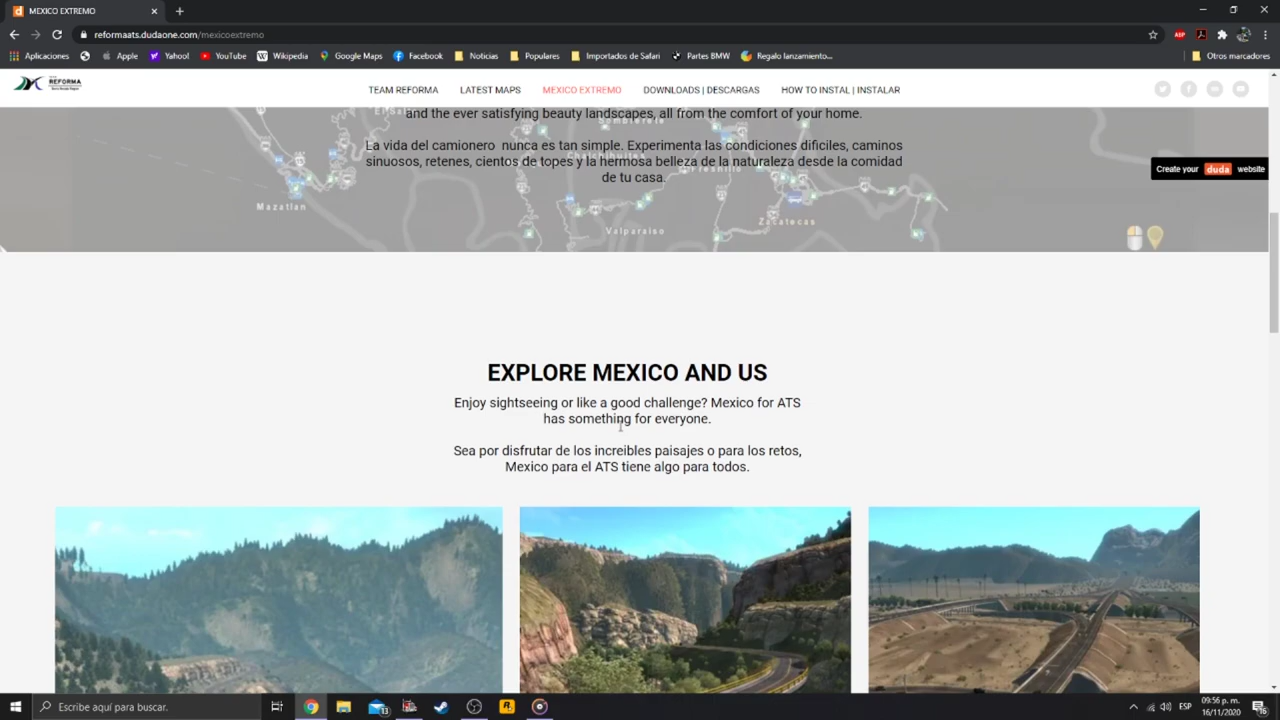 MEXICO EXTREMO
reformaats.dudaone.com/mexicoextremo
Aplicaciones Apple Yahoo! YouTube Wikipedia Google Maps Facebook Noticias Populares Importados de Safari Partes BMW Regalo lanzamiento... Otros marcadores
REFORMA TEAM REFORMA LATEST MAPS MEXICO EXTREMO DOWNLOADS | DESCARGAS HOW TO INSTAL | INSTALAR
and the ever satisfying beauty landscapes, all from the comfort of your home.
La vida del camionero nunca es tan simple. Experimenta las condiciones dificiles, caminos
sinuosos, retenes, cientos de topes y la hermosa belleza de la naturaleza desde la comidad
de tu casa.
Sombrerete
Chalchihuites
Fresnillo
Create your duda website
Mazatlan
Zacatecas
Valparaiso
EXPLORE MEXICO AND US
Enjoy sightseeing or like a good challenge? Mexico for ATS
has something for everyone.
Sea por disfrutar de los increibles paisajes o para los retos,
Mexico para el ATS tiene algo para todos.
Escribe aquí para buscar.
13
ESP
09:56 p. m.
16/11/2020
16